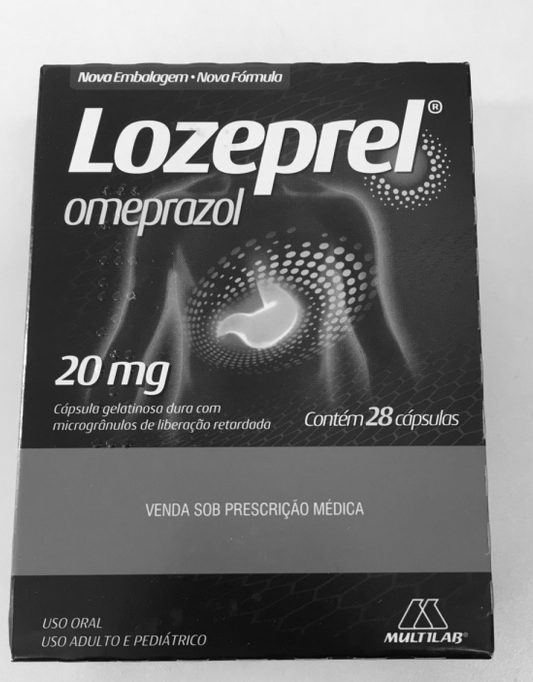 Nova Embalagem • Nova Fórmula
Lozeprel®
omeprazol
20 mg
Cápsula gelatinosa dura com
microgrânulos de liberação retardada
Contém 28 cápsulas
VENDA SOB PRESCRIÇÃO MÉDICA
USO ORAL
USO ADULTO E PEDIÁTRICO
MULTILAB®